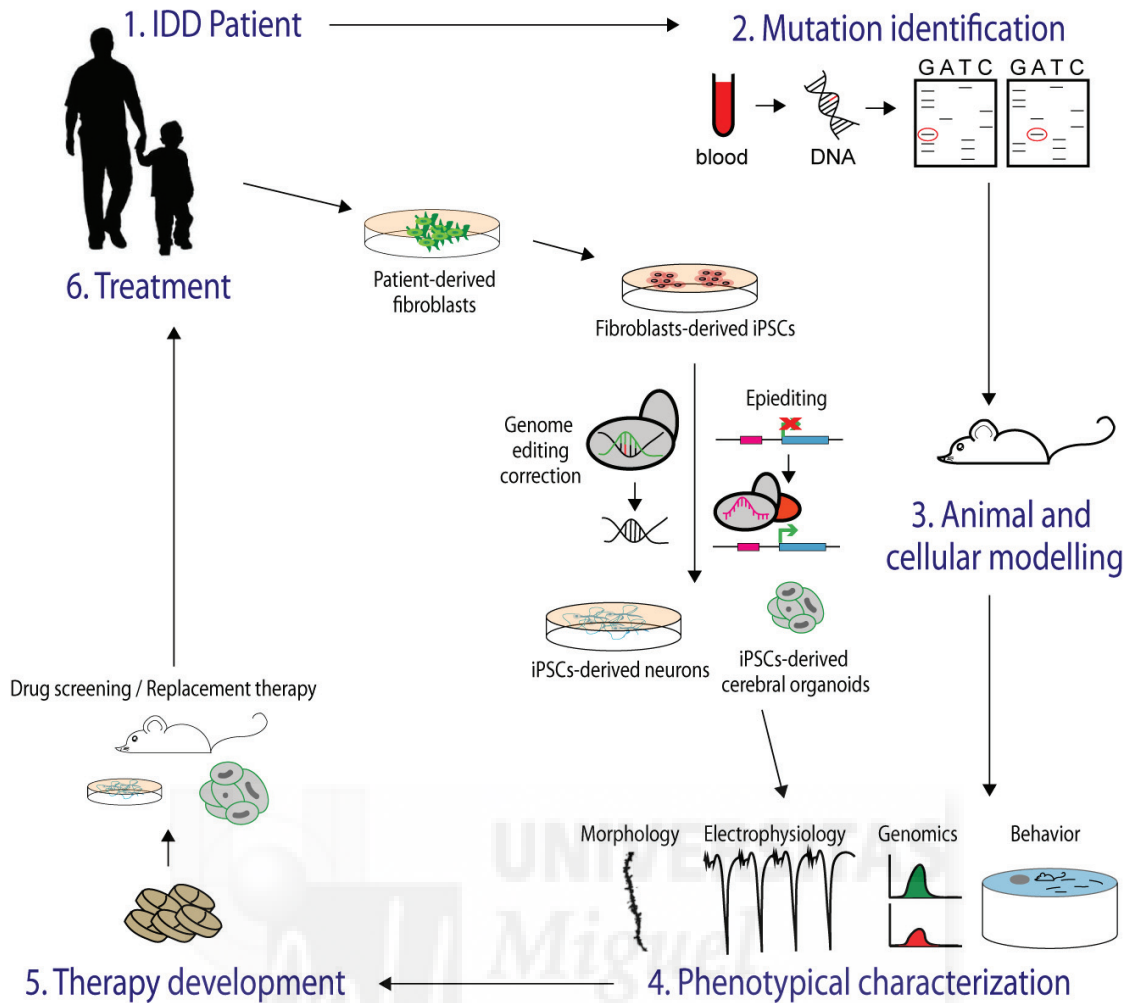 1. IDD Patient
2. Mutation identification
G A T C
G A T C
blood
DNA
Patient-derived
fibroblasts
6. Treatment
Fibroblasts-derived iPSCs
Genome
editing
correction
Epiediting
3. Animal and
cellular modelling
iPSCs-derived neurons
iPSCs-derived
cerebral organoids
Drug screening / Replacement therapy
Morphology
Electrophysiology
Genomics
Behavior
UNIVERSITAS
Miguel
5. Therapy development
4. Phenotypical characterization